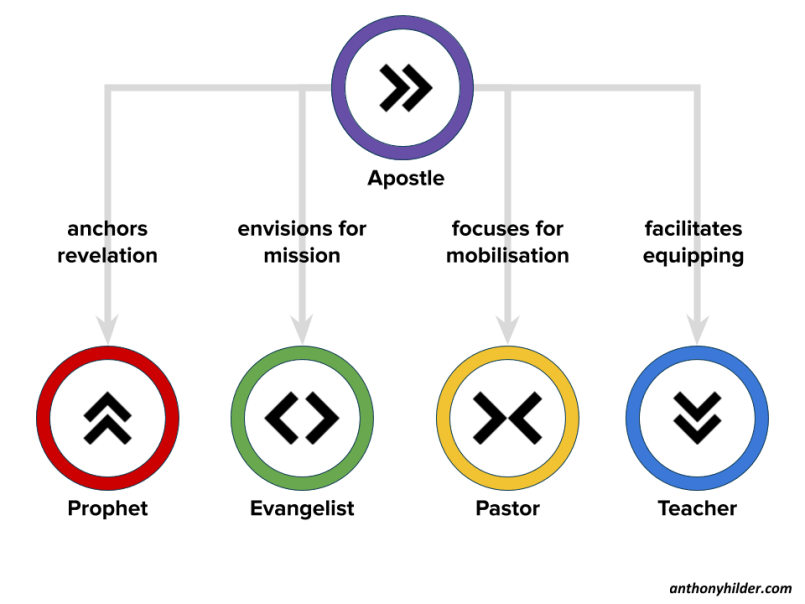 Apostle
anchors
revelation
envisions for
mission
focuses for
mobilisation
facilitates
equipping
Prophet
Evangelist
Pastor
Teacher
anthonyhilder.com